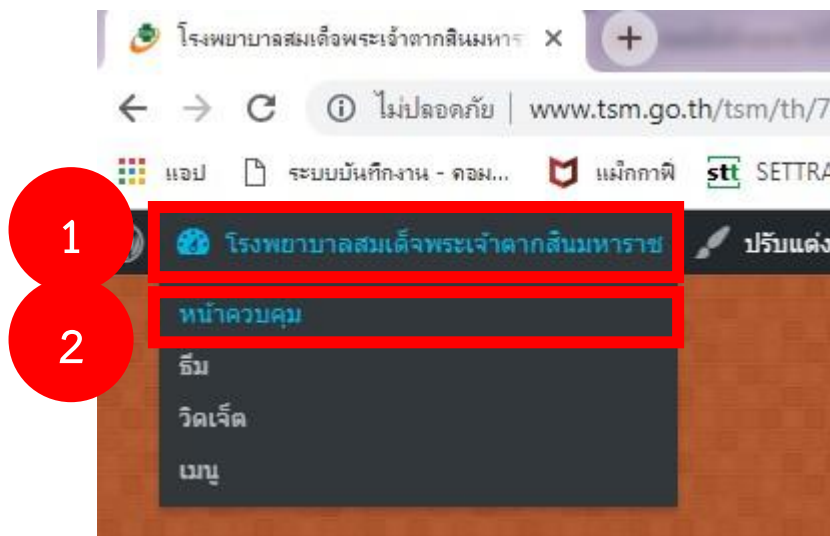 โรงพยาบาลสมเด็จพระเจ้าตากสินมหาร
ไม่ปลอดภัย | www.tsm.go.th/tsm/th/7
แอป ระบบบันทึกงาน - คอม... แม็กกาฟี stt SETTRA
1 โรงพยาบาลสมเด็จพระเจ้าตากสินมหาราช ปรับแต่ง
2 หน้าควบคุม
ธีม
วิดเจ็ต
เมนู